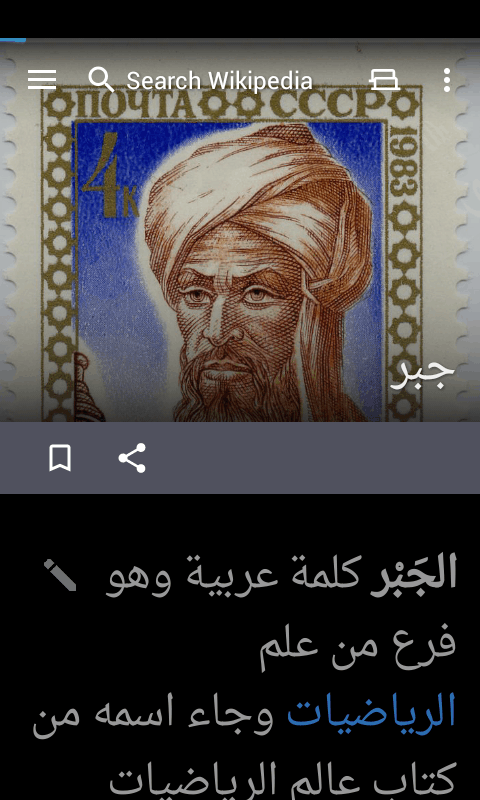 Search Wikipedia
ПОЧТА СССР
1983
4к
جبر
الجَبْر كلمة عربية وهو
فرع من علم
الرياضيات وجاء اسمه من
كتاب عالم الرياضيات